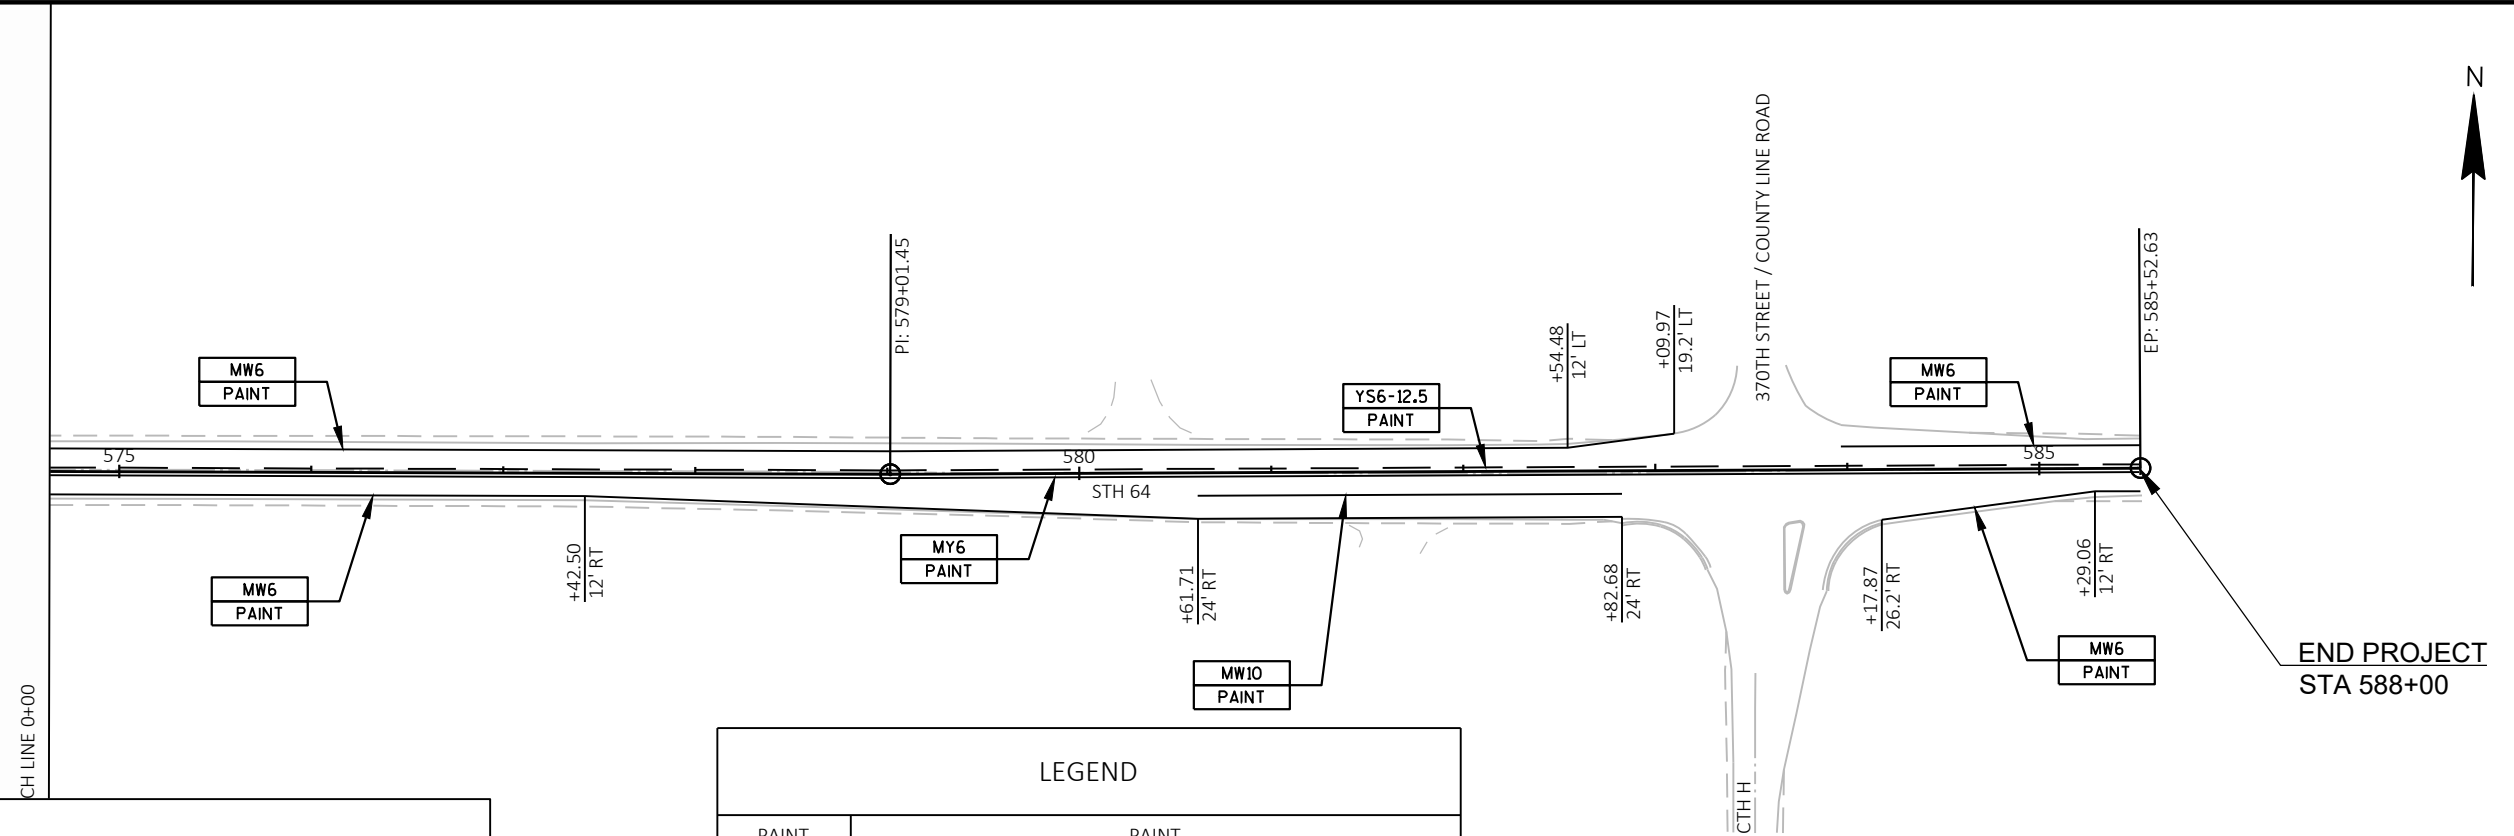 N
370TH STREET / COUNTY LINE ROAD
PI: 579+01.45
EP: 585+52.63
+54.48
12' LT
+09.97
19.2' LT
MW6
PAINT
YS6-12.5
PAINT
MW6
PAINT
575
580
585
STH 64
+42.50
12' RT
MY6
PAINT
+61.71
24' RT
+82.68
24' RT
+17.87
26.2' RT
+29.06
12' RT
MW6
PAINT
MW10
PAINT
MW6
PAINT
END PROJECT
STA 588+00
CH LINE 0+00
LEGEND
CTH H
PAINT
PAINT